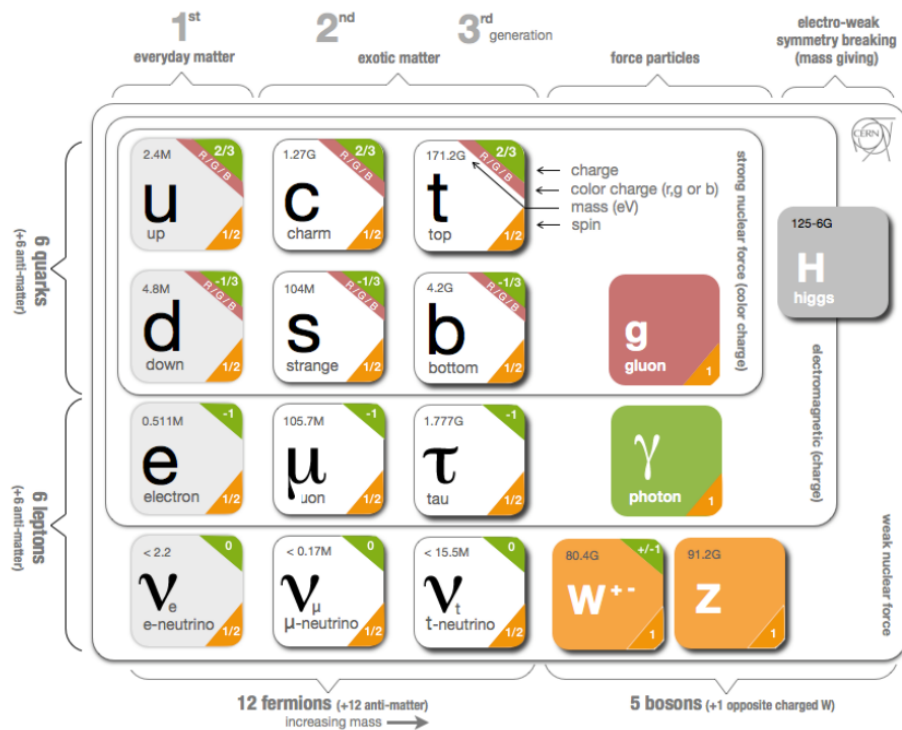 1st
2nd
3rd generation
everyday matter
exotic matter
force particles
electro-weak
symmetry breaking
(mass giving)
CERN
6 quarks
(+6 anti-matter)
6 leptons
(+6 anti-matter)
2.4M
2/3
R/G/B
u
up
1/2
1.27G
2/3
R/G/B
c
charm
1/2
171.2G
2/3
R/G/B
t
top
1/2
charge
color charge (r,g or b)
mass (eV)
spin
strong nuclear force (color charge)
125-6G
H
higgs
4.8M
-1/3
R/G/B
d
down
1/2
104M
-1/3
R/G/B
s
strange
1/2
4.2G
-1/3
R/G/B
b
bottom
1/2
g
gluon
1
electromagnetic (charge)
0.511M
-1
e
electron
1/2
105.7M
-1
μ
uon
1/2
1.777G
-1
τ
tau
1/2
γ
photon
1
weak nuclear force
< 2.2
0
νe
e-neutrino
1/2
< 0.17M
0
νμ
μ-neutrino
1/2
< 15.5M
0
νt
t-neutrino
1/2
80.4G
+/-1
W+-
1
91.2G
Z
1
12 fermions (+12 anti-matter)
increasing mass
5 bosons (+1 opposite charged W)